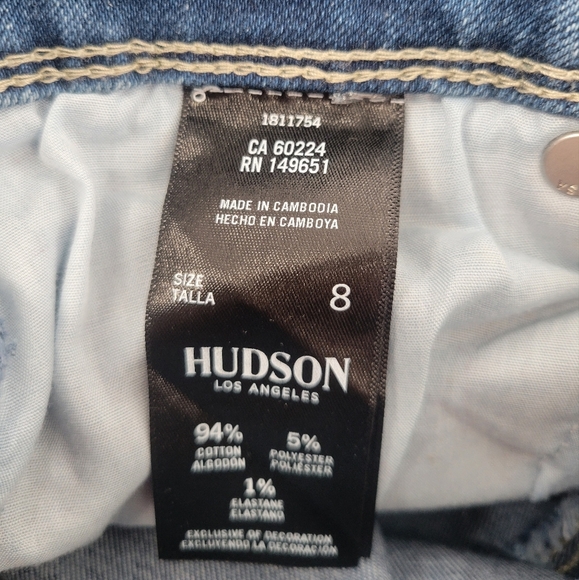 1811754
CA 60224
RN 149651
MADE IN CAMBODIA
HECHO EN CAMBOYA
SIZE
TALLA
8
HUDSON
LOS ANGELES
94%
COTTON
ALGODÓN
5%
POLYESTER
POLIÉSTER
1%
ELASTANE
ELASTANO
EXCLUSIVE OF DECORATION
EXCLUYENDO LA DECORACIÓN